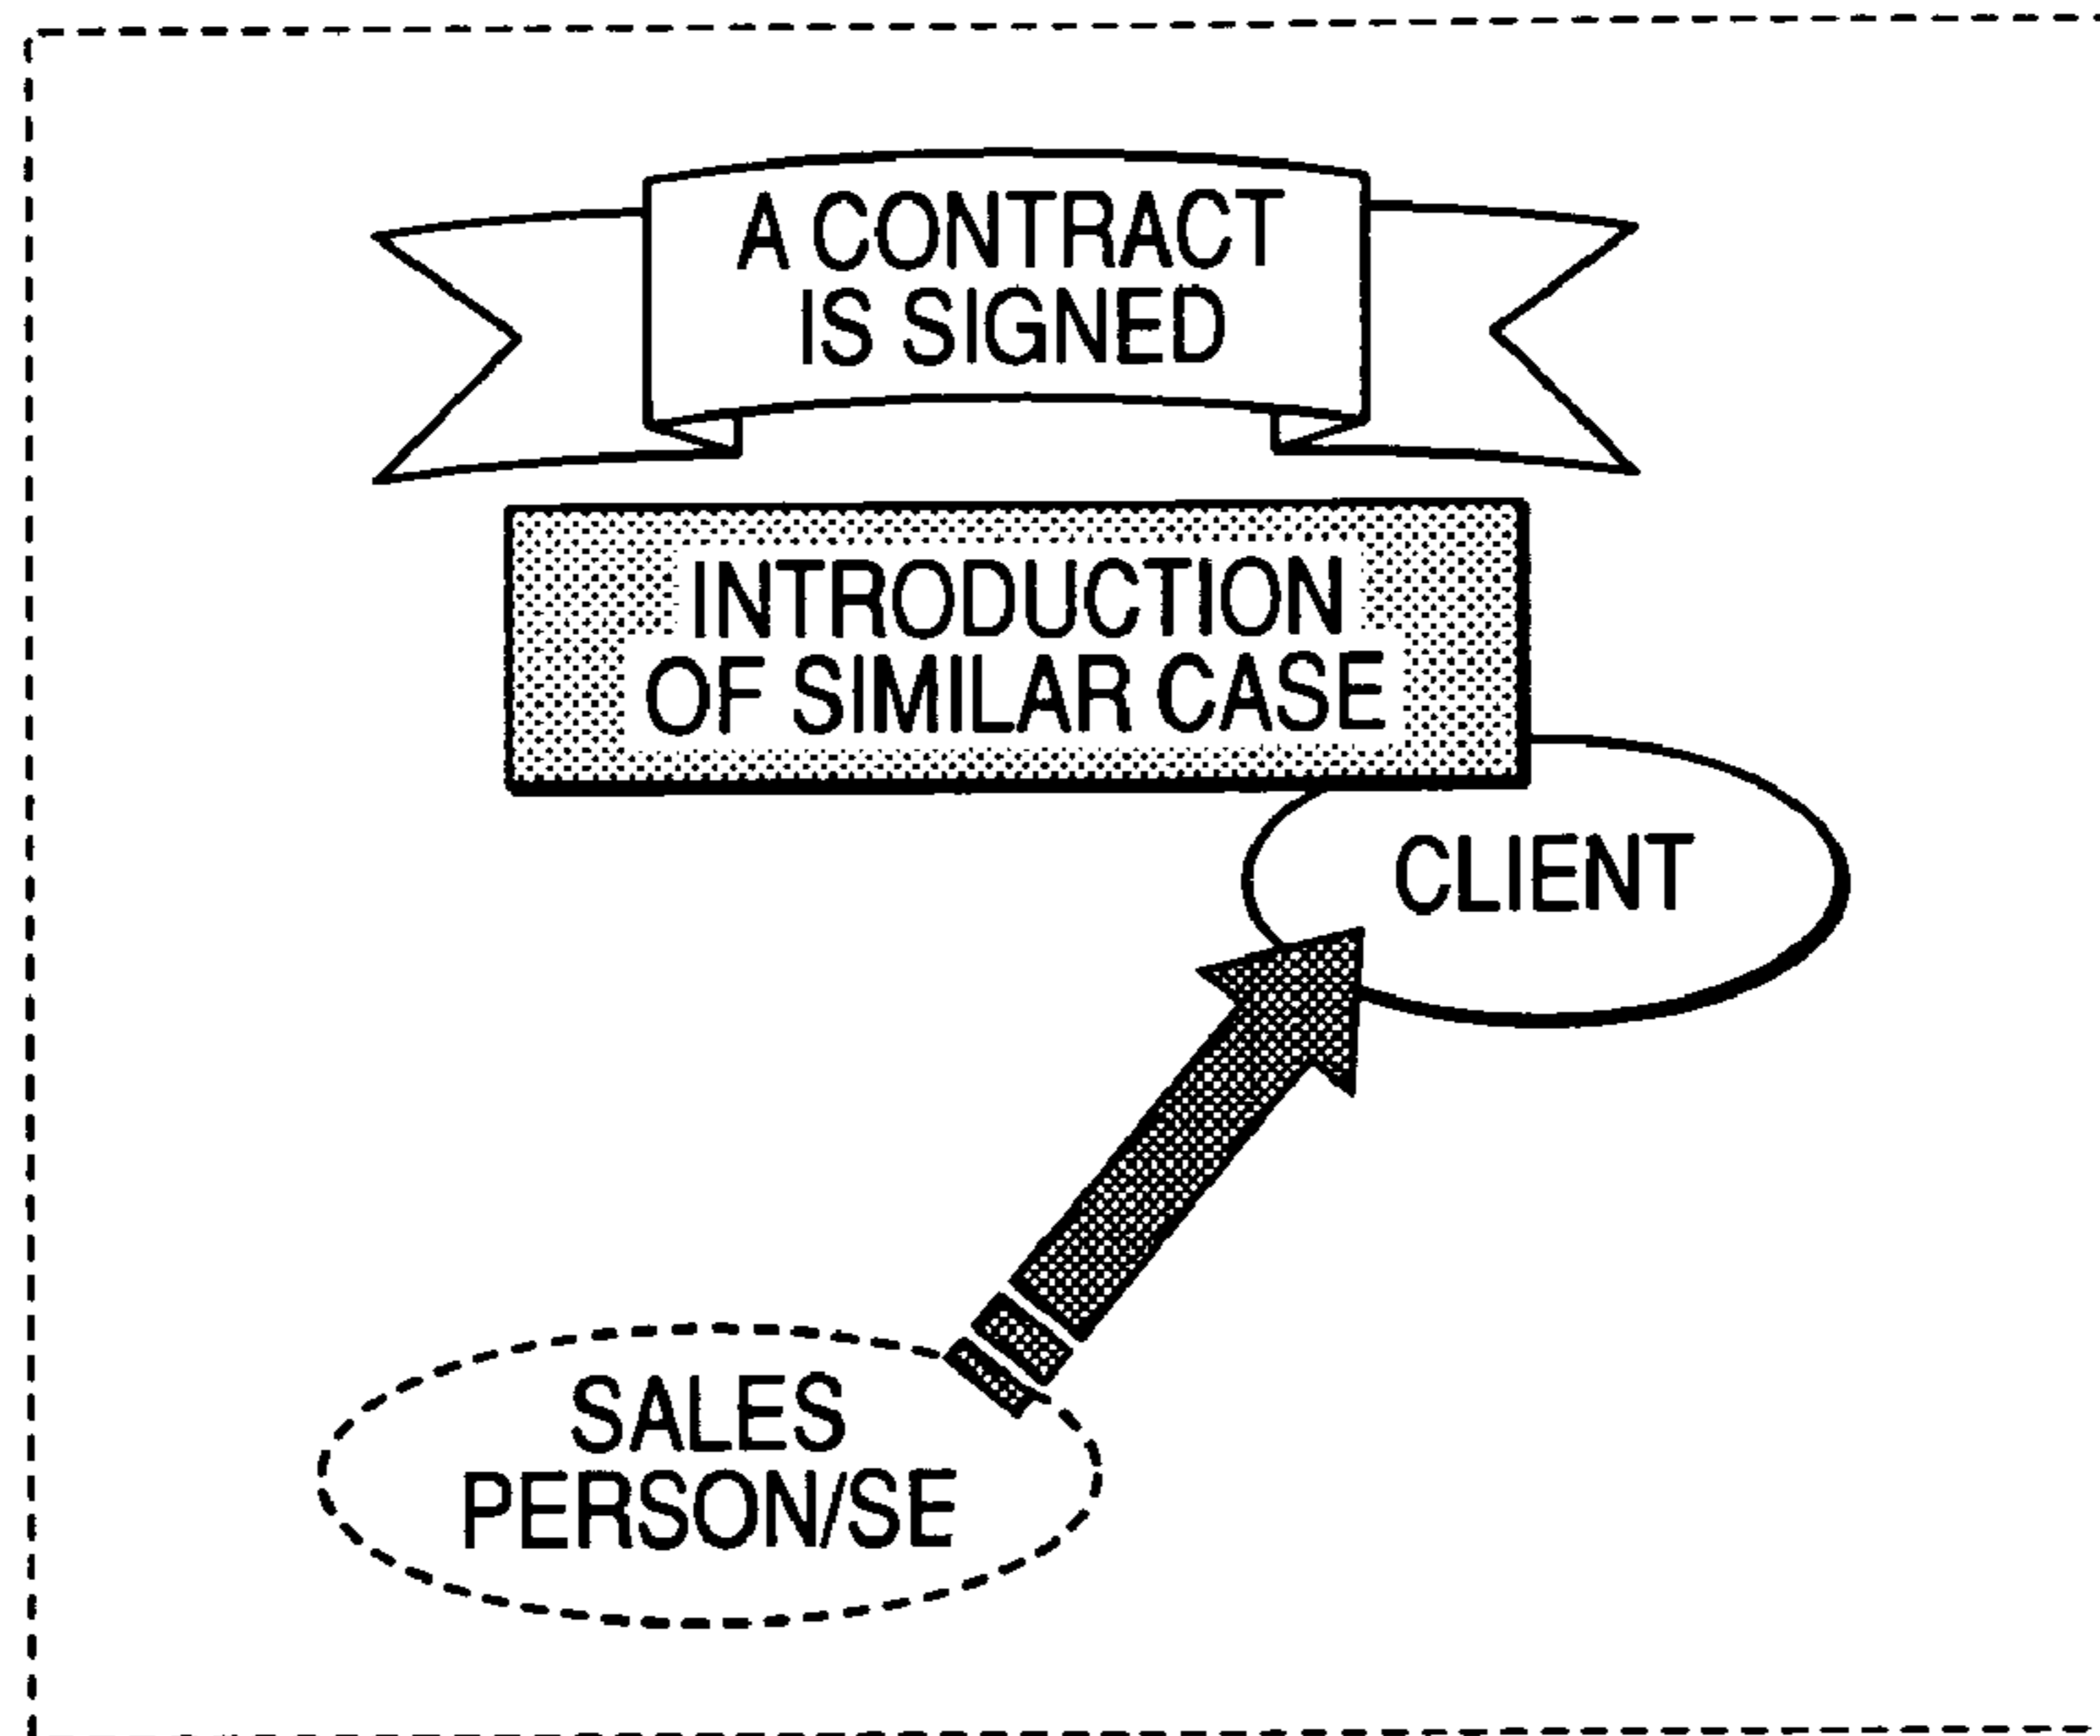 A CONTRACT
IS SIGNED
INTRODUCTION
OF SIMILAR CASE
CLIENT
SALES
PERSON/SE